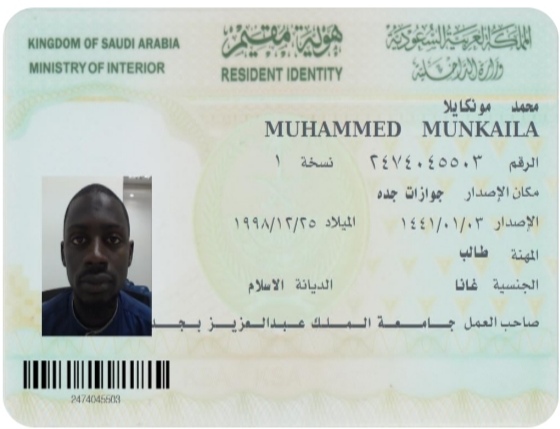 KINGDOM OF SAUDI ARABIA
MINISTRY OF INTERIOR
هوية مقيم
RESIDENT IDENTITY
المملكة العربية السعودية
وزارة الداخلية
محمد مونكايلا
MUHAMMED MUNKAILA
الرقم ٢٤٧٤٠٤٥٥٠٣ نسخة ١
مكان الإصدار جوازات جده
الإصدار ١٤٤١/٠١/٠٣ الميلاد ١٩٩٨/١٢/٢٥
المهنة طالب
الجنسية غانا الديانة الاسلام
صاحب العمل جامعة الملك عبدالعزيز بجد
2474045503